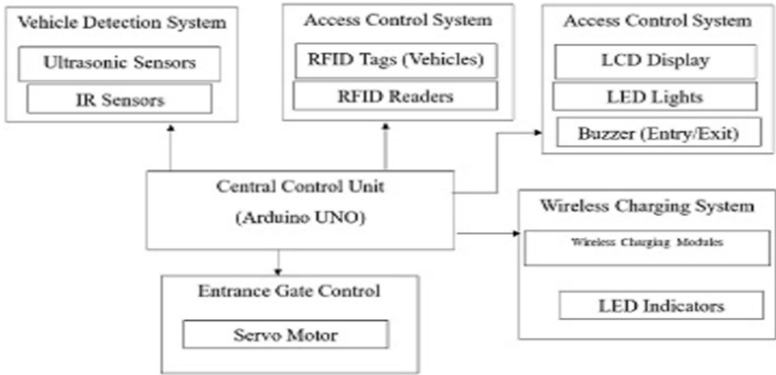 Vehicle Detection System
Ultrasonic Sensors
IR Sensors
Access Control System
RFID Tags (Vehicles)
RFID Readers
Access Control System
LCD Display
LED Lights
Buzzer (Entry/Exit)
Central Control Unit
(Arduino UNO)
Wireless Charging System
Wireless Charging Modules
LED Indicators
Entrance Gate Control
Servo Motor